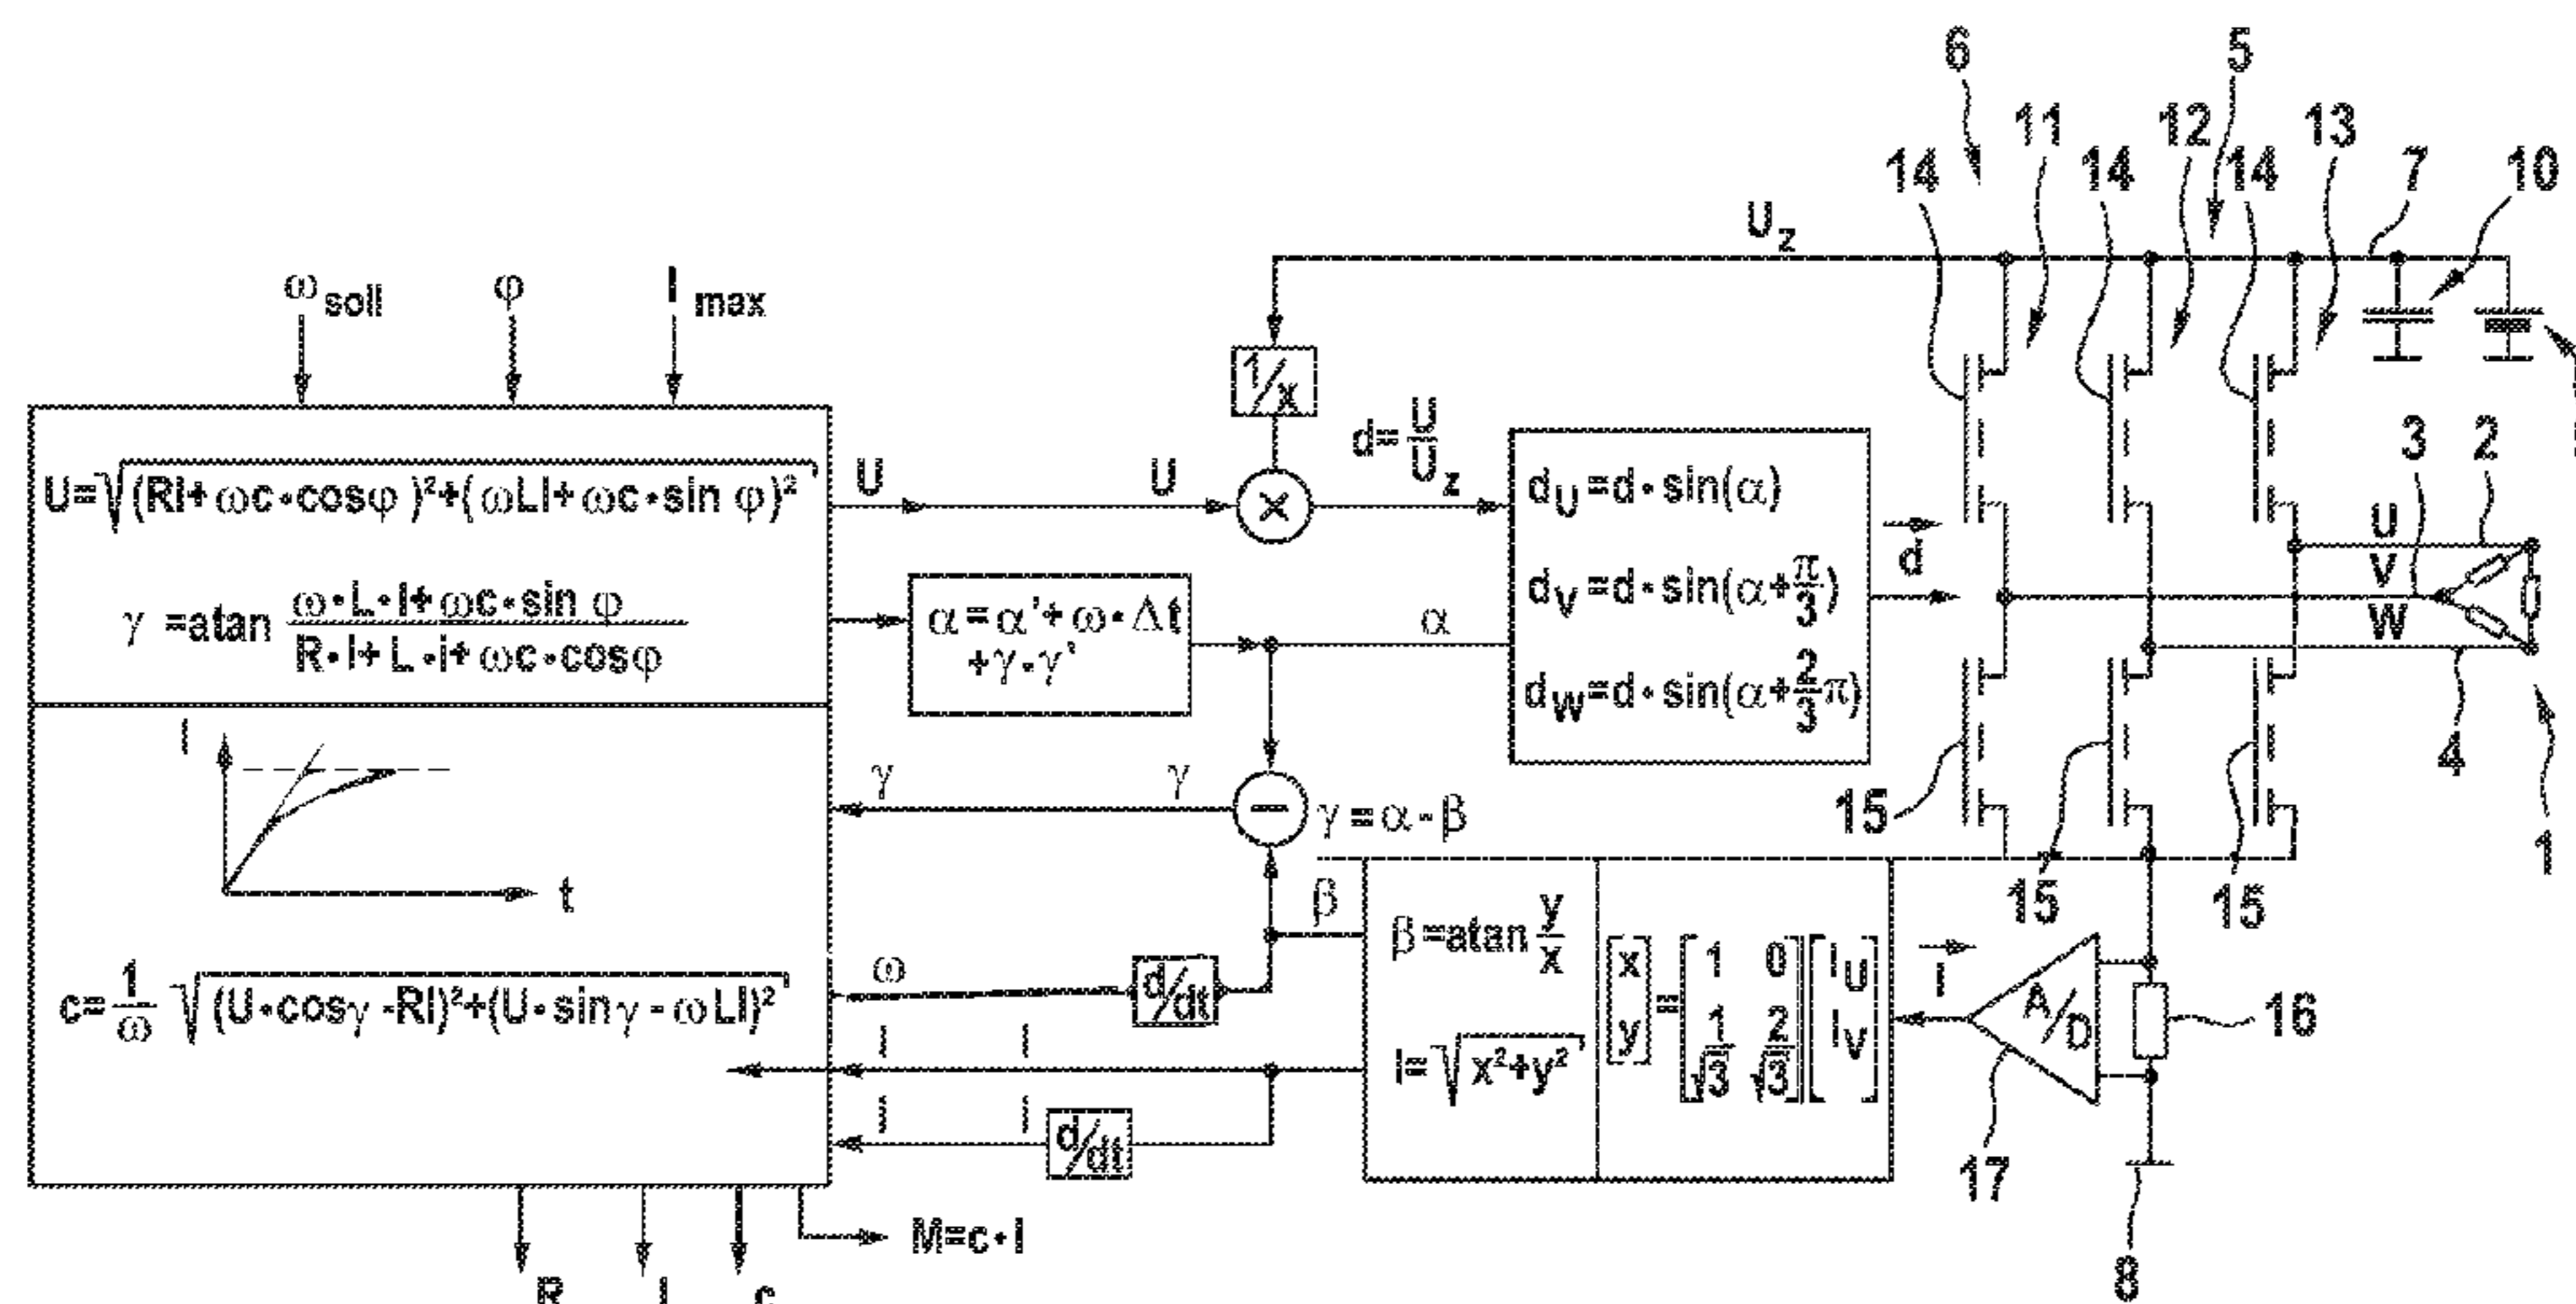 6 5
11 12 13
14 14 14 7 10
U_z
ω_soll φ I_max
1/x
d=U/U_z
U=√(RI+ωc•cosφ)²+(ωLI+ωc•sin φ)²
U U
d_U=d•sin(α)
d_V=d•sin(α+π/3)
d_W=d•sin(α+2/3π)
d
3 2
U
V
W
γ =atan ω•L•I+ωc•sin φ / R•I+L•i+ωc•cosφ
α=α'+ω•Δt
+γ-γ'
α
4
1
I
t
γ γ
γ=α-β
15 15 15
β
β=atan y/x
I=√x²+y²
[x y]=[1 0 1/√3 2/√3][I_U I_V]
i
A/D
16
17
8
c=1/ω √(U•cosγ-RI)²+(U•sinγ-ωLI)²
ω
d/dt
I I
I I
d/dt
M=c•I
R
c